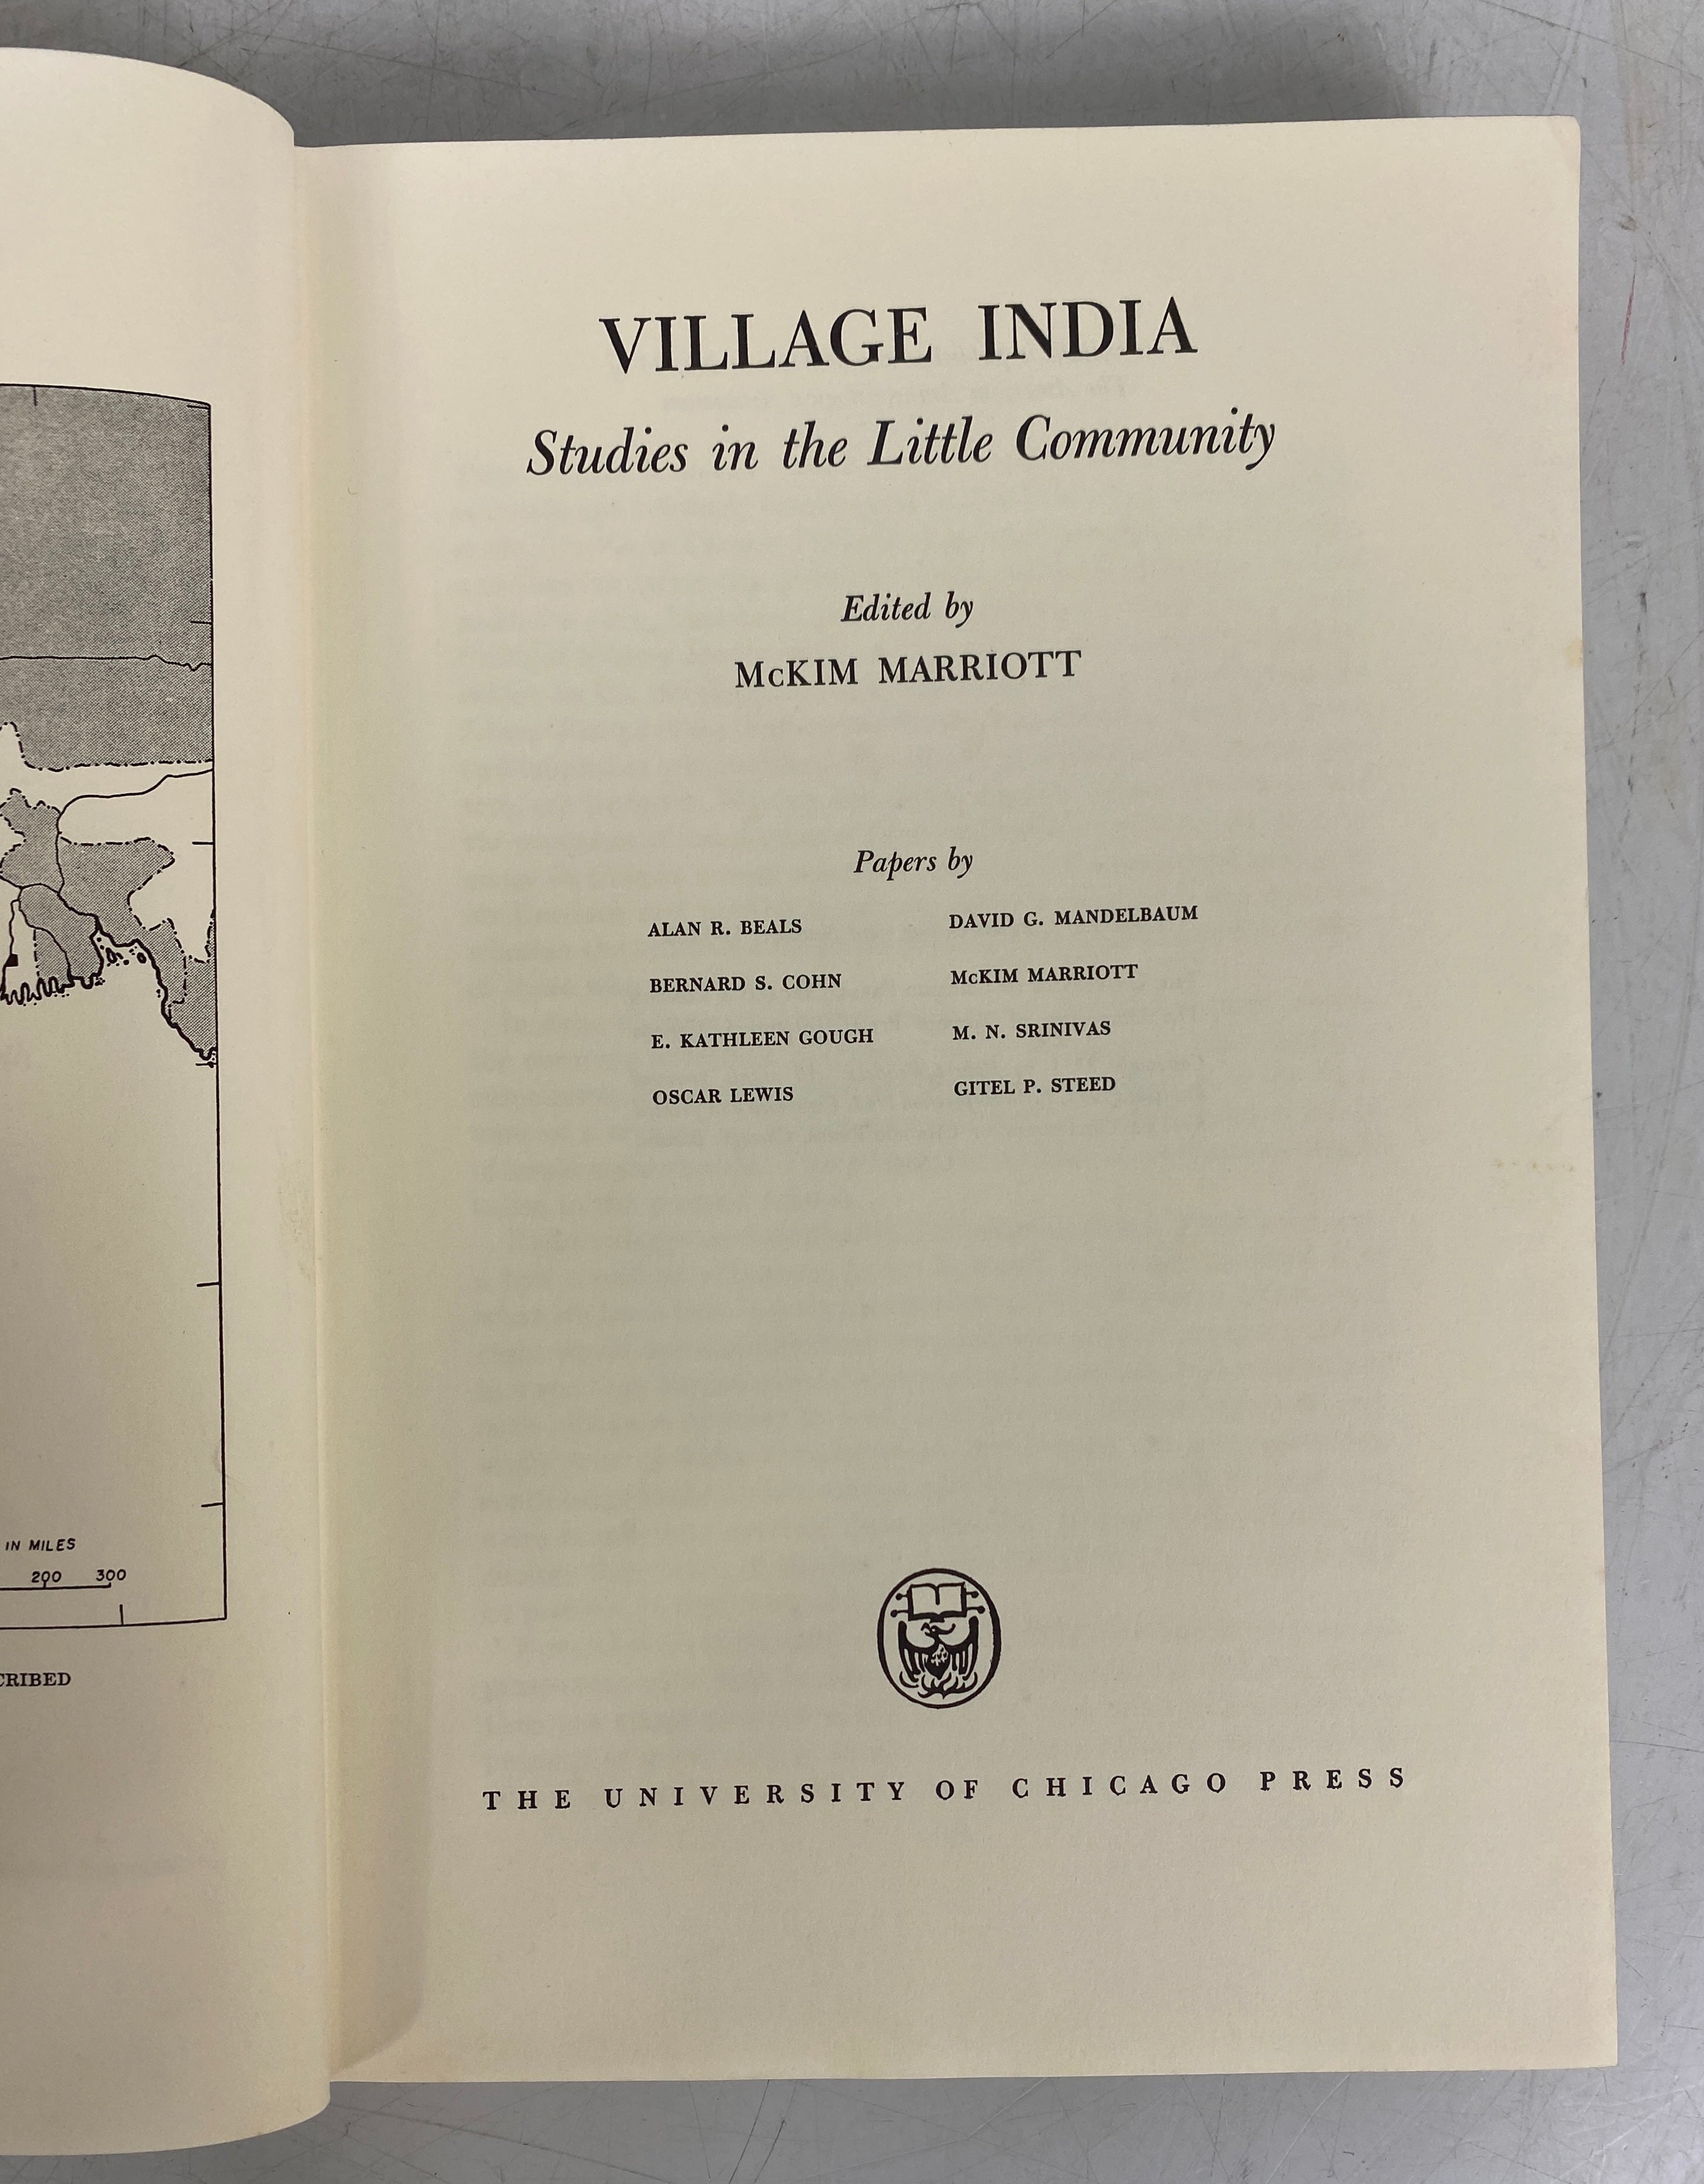 IN MILES
200 300
CRIBED
VILLAGE INDIA
Studies in the Little Community
Edited by
McKIM MARRIOTT
Papers by
ALAN R. BEALS DAVID G. MANDELBAUM
BERNARD S. COHN McKIM MARRIOTT
E. KATHLEEN GOUGH M. N. SRINIVAS
OSCAR LEWIS GITEL P. STEED
THE UNIVERSITY OF CHICAGO PRESS